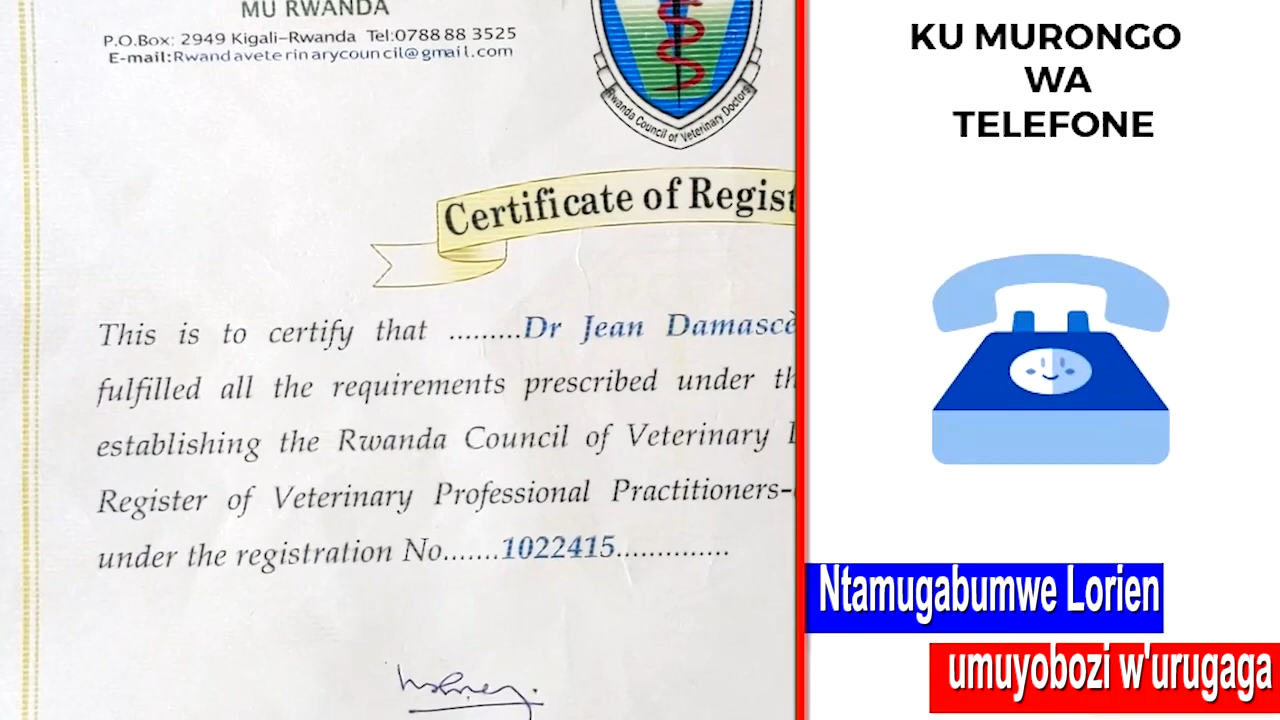 MU RWANDA
P.O.Box: 2949 Kigali-Rwanda Tel:0788 88 3525
E-mail:Rwandaveterinarycouncil@gmail.com
Rwanda Council of Veterinary Doctors
Certificate of Regist
This is to certify that .........Dr Jean Damascè
fulfilled all the requirements prescribed under th
establishing the Rwanda Council of Veterinary
Register of Veterinary Professional Practitioners-
under the registration No.......1022415..............
KU MURONGO
WA
TELEFONE
Ntamugabumwe Lorien
umuyobozi w'urugaga